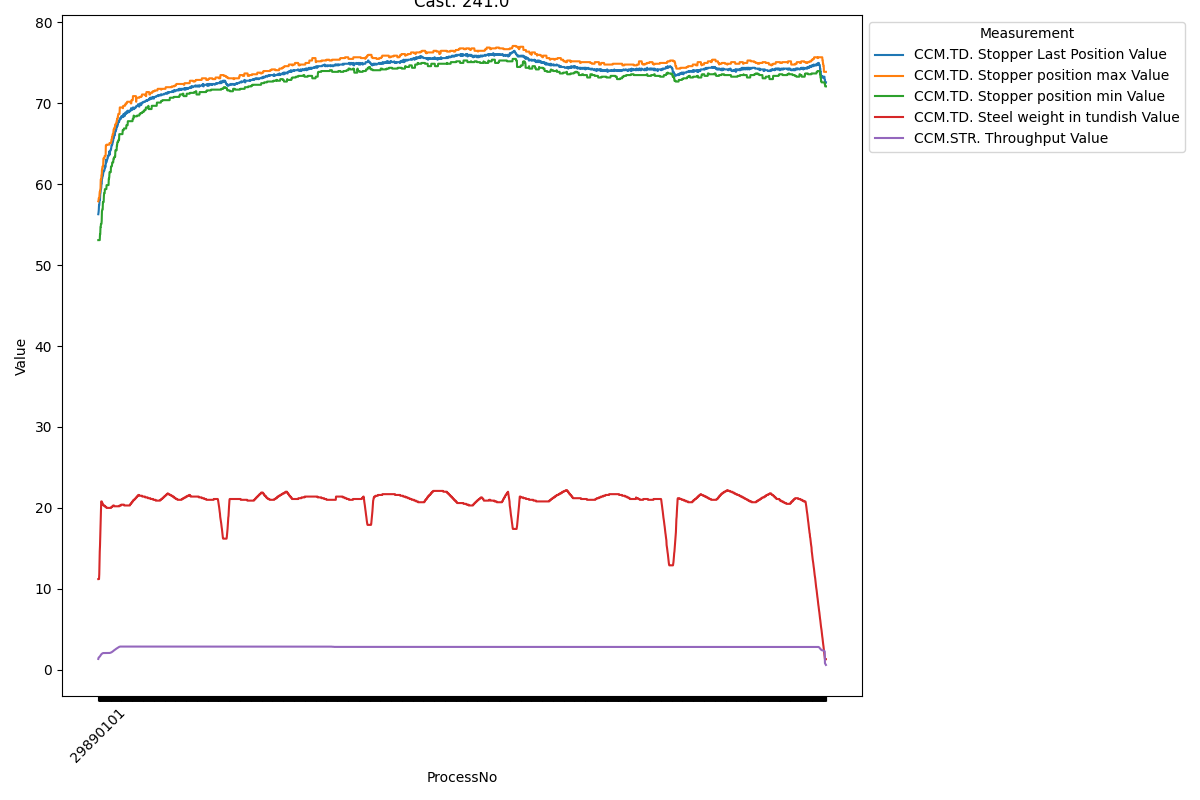 Cast: 241.0
80
70
60
50
40
30
20
10
0
Value
29890101
ProcessNo
Measurement
CCM.TD. Stopper Last Position Value
CCM.TD. Stopper position max Value
CCM.TD. Stopper position min Value
CCM.TD. Steel weight in tundish Value
CCM.STR. Throughput Value